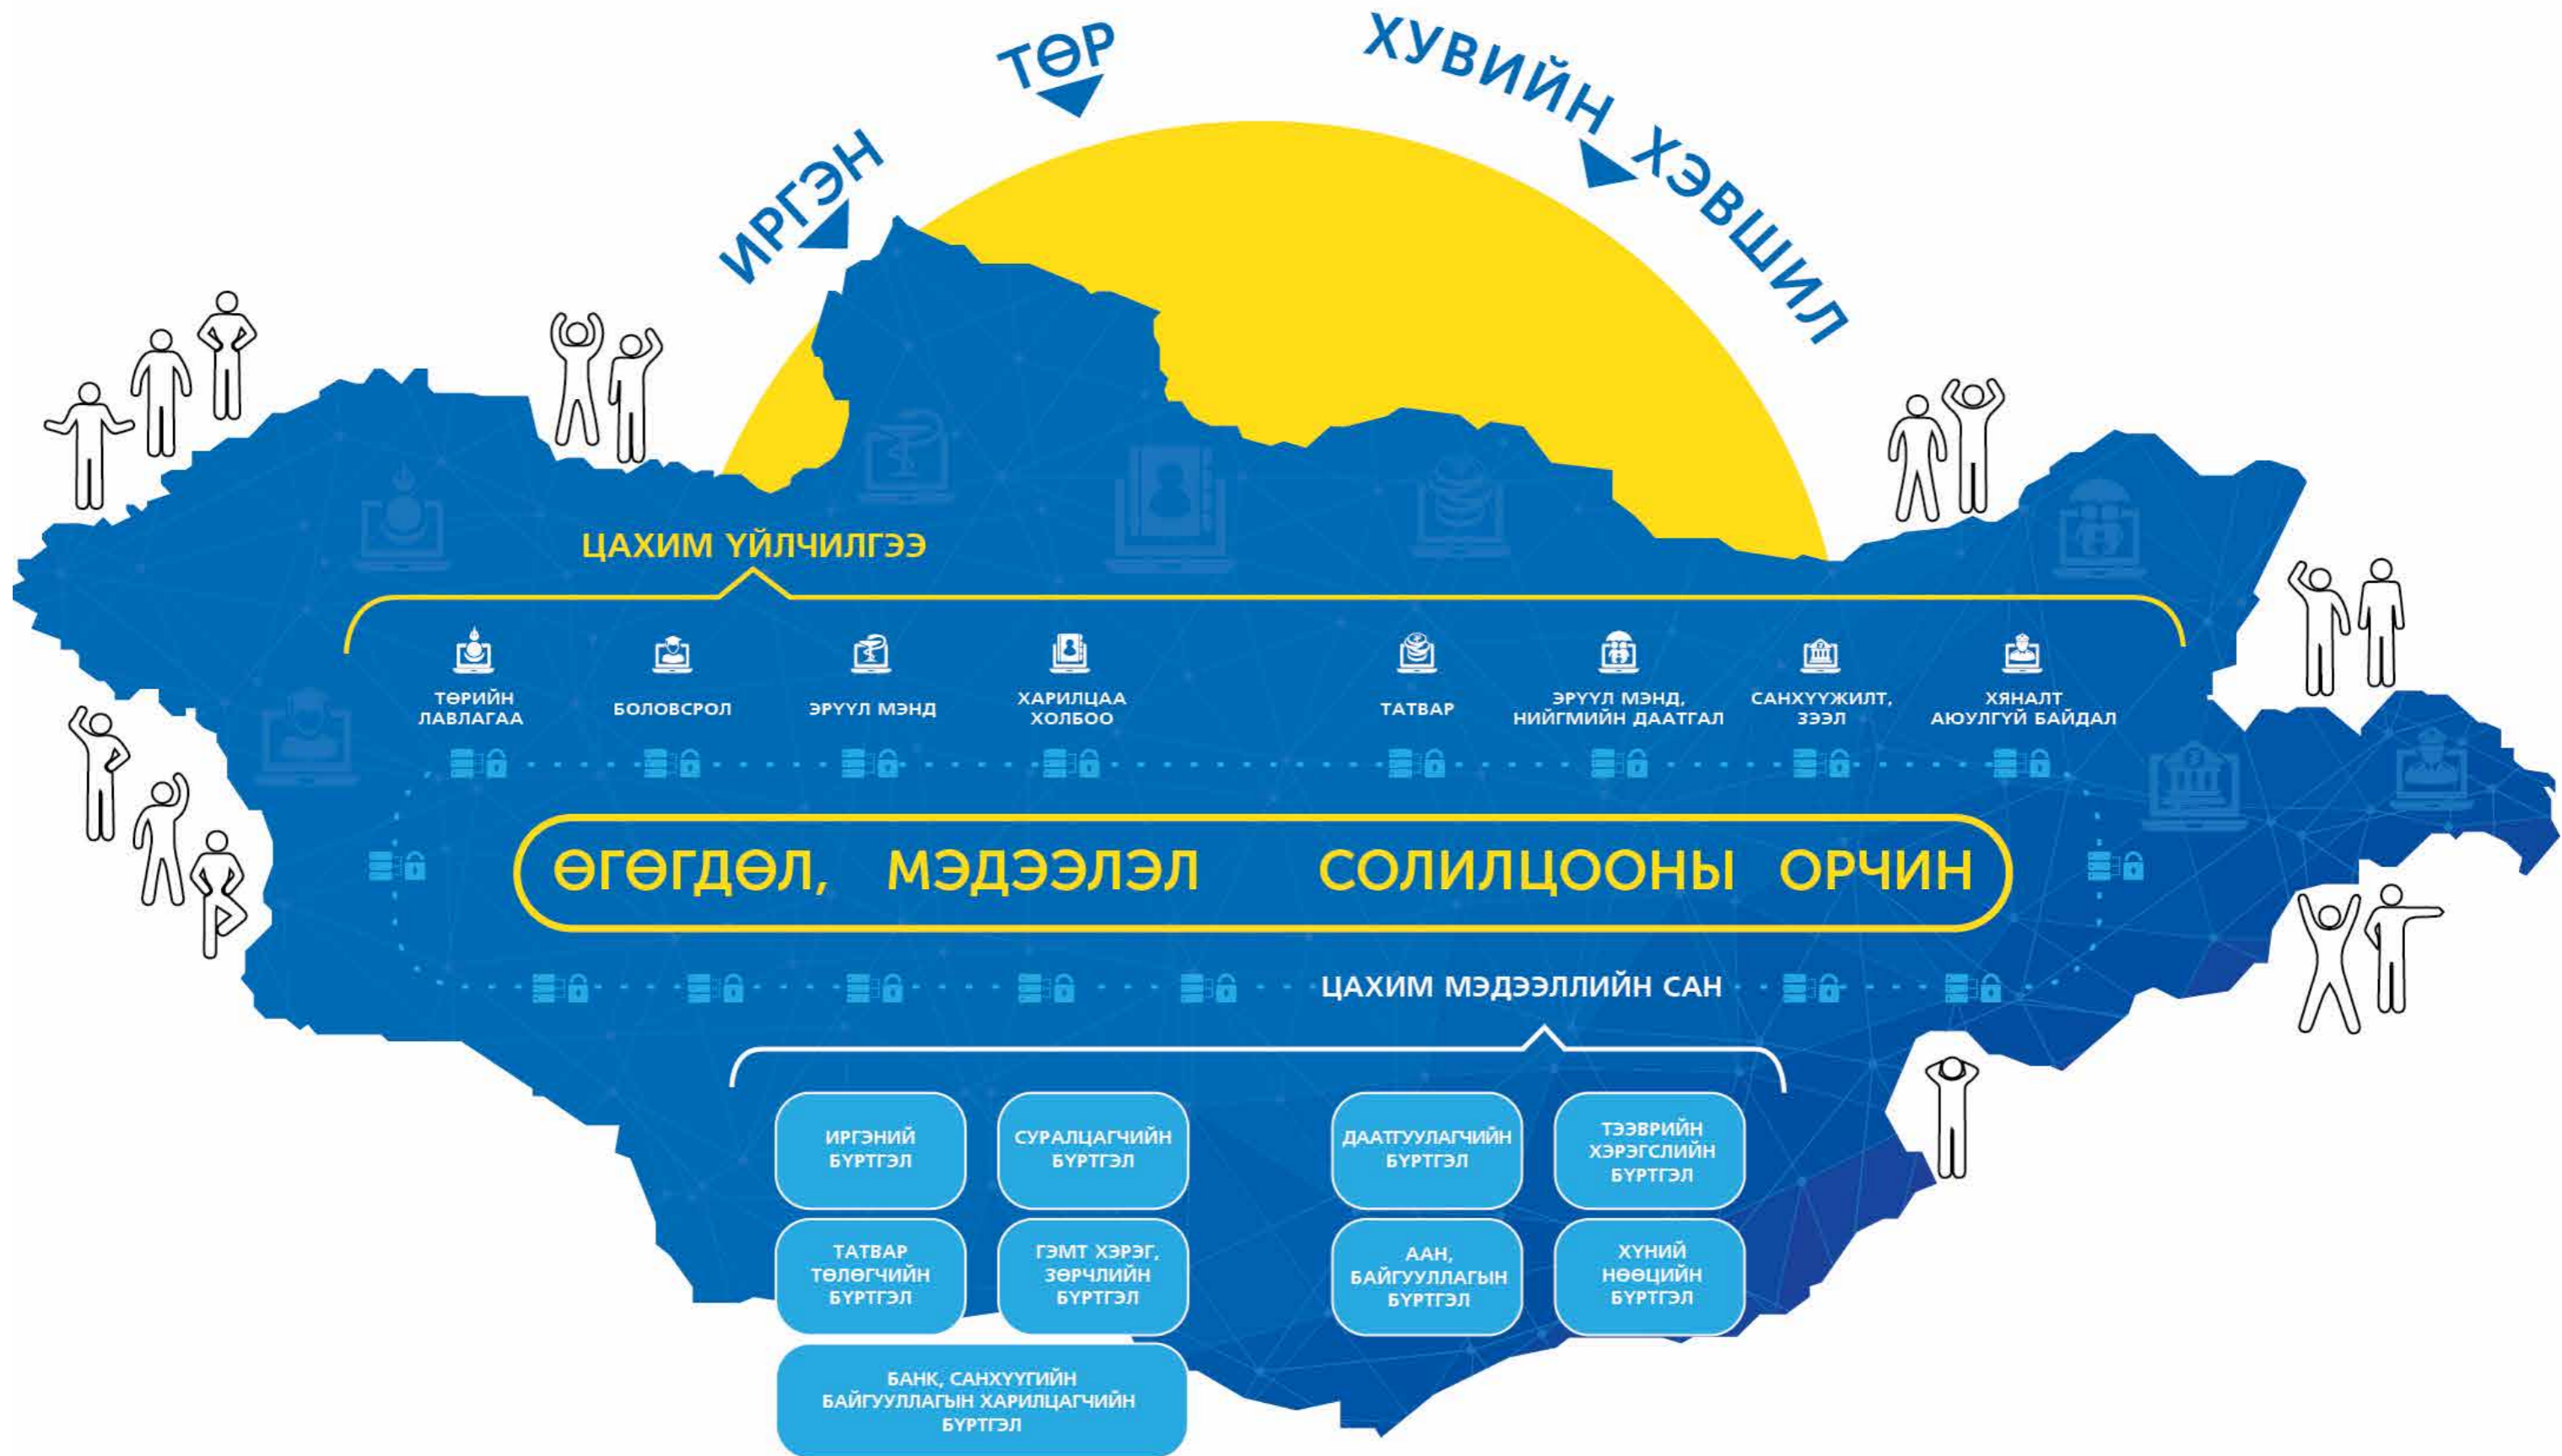 ТӨР
ХУВИЙН ХЭВШИЛ
ИРГЭН
ЦАХИМ ҮЙЛЧИЛГЭЭ
ТӨРИЙН
ЛАВЛАГАА
БОЛОВСРОЛ
ЭРҮҮЛ МЭНД
ХАРИЛЦАА
ХОЛБОО
ТАТВАР
ЭРҮҮЛ МЭНД,
НИЙГМИЙН ДААТГАЛ
САНХҮҮЖИЛТ,
ЗЭЭЛ
ХЯНАЛТ
АЮУЛГҮЙ БАЙДАЛ
ӨГӨГДӨЛ, МЭДЭЭЛЭЛ СОЛИЛЦООНЫ ОРЧИН
ЦАХИМ МЭДЭЭЛЛИЙН САН
ИРГЭНИЙ
БҮРТГЭЛ
СУРАЛЦАГЧИЙН
БҮРТГЭЛ
ДААТГУУЛАГЧИЙН
БҮРТГЭЛ
ТЭЭВРИЙН
ХЭРЭГСЛИЙН
БҮРТГЭЛ
ТАТВАР
ТӨЛӨГЧИЙН
БҮРТГЭЛ
ГЭМТ ХЭРЭГ,
ЗӨРЧЛИЙН
БҮРТГЭЛ
ААН,
БАЙГУУЛЛАГЫН
БҮРТГЭЛ
ХҮНИЙ
НӨӨЦИЙН
БҮРТГЭЛ
БАНК, САНХҮҮГИЙН
БАЙГУУЛЛАГЫН ХАРИЛЦАГЧИЙН
БҮРТГЭЛ